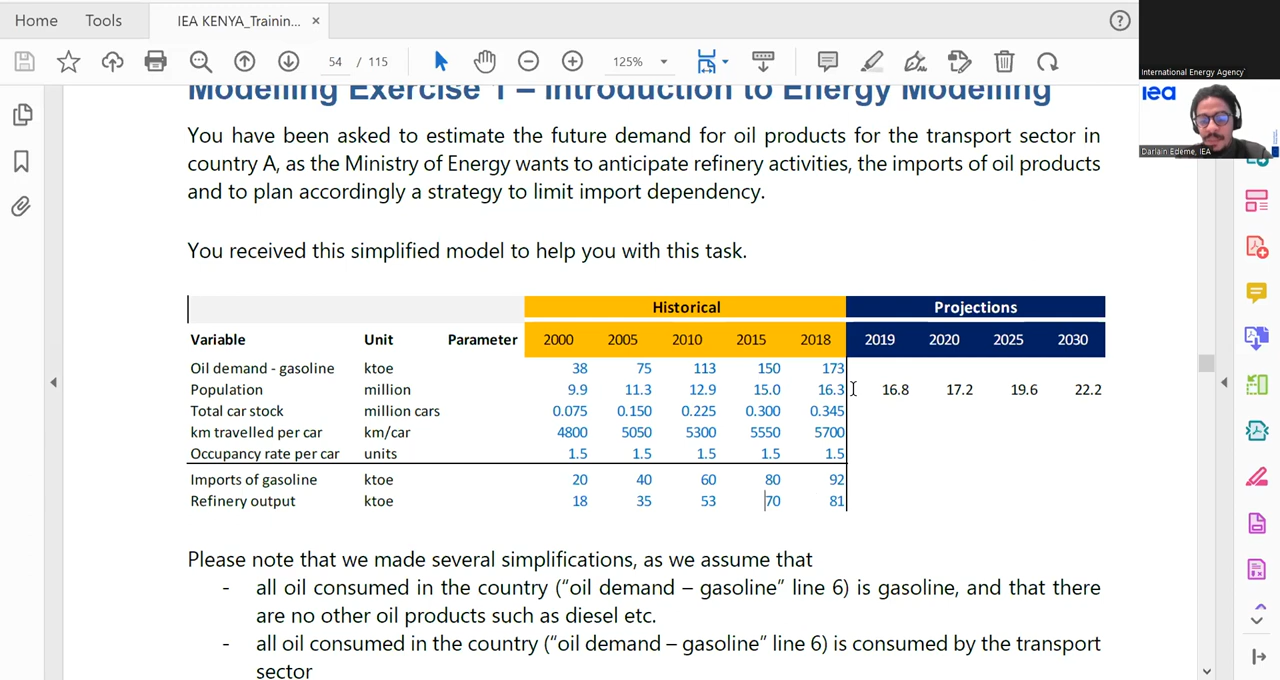 Home Tools IEA KENYA_Trainin... ×
54 / 115 125%
International Energy Agency
iea
Darlain Edeme, IEA
Modelling Exercise 1 – Introduction to Energy Modelling
You have been asked to estimate the future demand for oil products for the transport sector in
country A, as the Ministry of Energy wants to anticipate refinery activities, the imports of oil products
and to plan accordingly a strategy to limit import dependency.
You received this simplified model to help you with this task.
Historical Projections
Variable Unit Parameter 2000 2005 2010 2015 2018 2019 2020 2025 2030
Oil demand - gasoline ktoe 38 75 113 150 173
Population million 9.9 11.3 12.9 15.0 16.3 16.8 17.2 19.6 22.2
Total car stock million cars 0.075 0.150 0.225 0.300 0.345
km travelled per car km/car 4800 5050 5300 5550 5700
Occupancy rate per car units 1.5 1.5 1.5 1.5 1.5
Imports of gasoline ktoe 20 40 60 80 92
Refinery output ktoe 18 35 53 70 81
Please note that we made several simplifications, as we assume that
- all oil consumed in the country (“oil demand – gasoline” line 6) is gasoline, and that there
are no other oil products such as diesel etc.
- all oil consumed in the country (“oil demand – gasoline” line 6) is consumed by the transport
sector